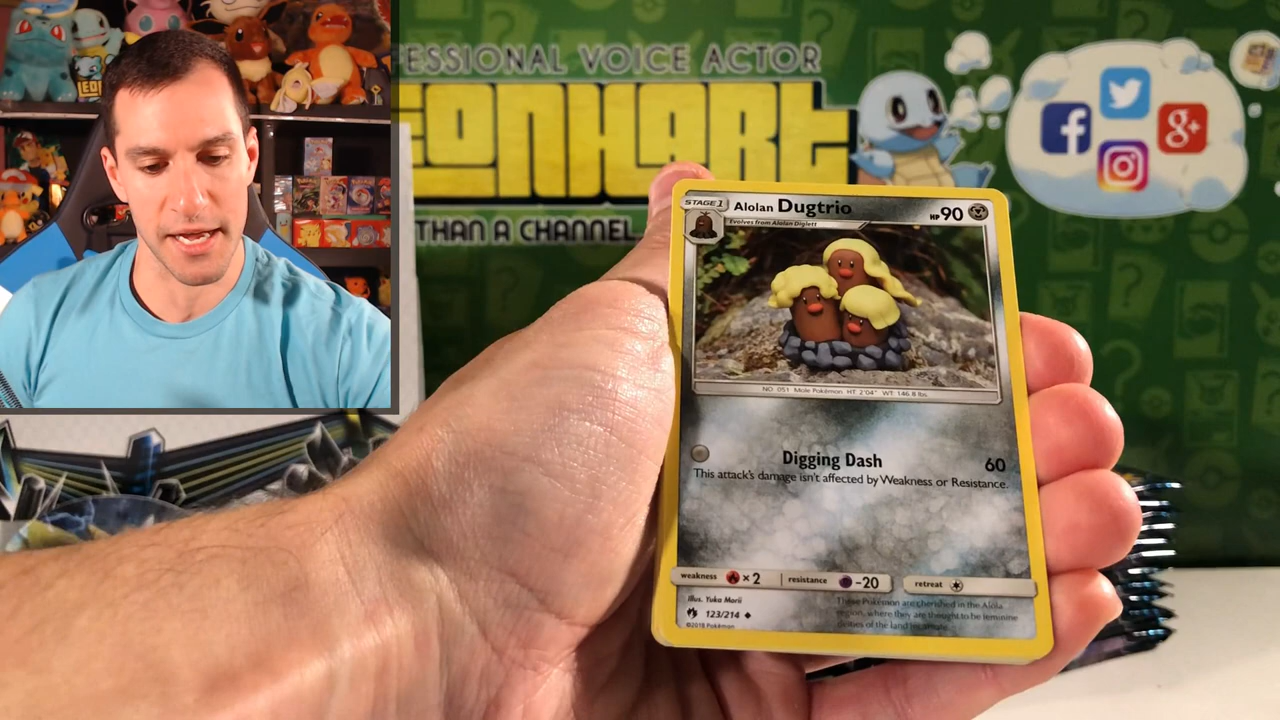 FESSIONAL VOICE ACTOR
EONHART
THAN A CHANNEL
f
g+
STAGE 1
Alolan Dugtrio
HP 90
Evolves from Alolan Diglett
NO. 051 Mole Pokémon HT 2'04" WT 146.8 lbs.
Digging Dash 60
This attack's damage isn't affected by Weakness or Resistance.
weakness ×2 resistance -20 retreat
Illus. Yuka Morii
123/214
©2018 Pokémon
These Pokémon are cherished in the Alola
region, where they are thought to be feminine
deities of the land